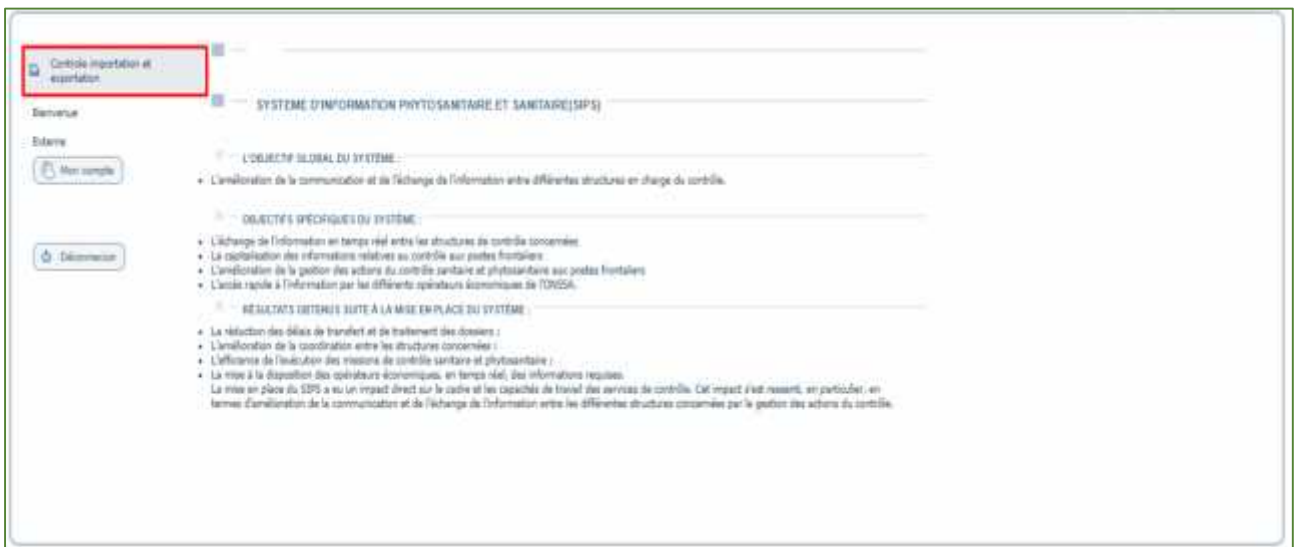 Contrôle importation et
exportation
Bienvenue
Externe
Mon compte
Déconnexion
SYSTEME D'INFORMATION PHYTOSANITAIRE ET SANITAIRE(SIPS)
L'OBJECTIF GLOBAL DU SYSTÈME :
• L'amélioration de la communication et de l'échange de l'information entre différentes structures en charge du contrôle.
OBJECTIFS SPÉCIFIQUES DU SYSTÈME :
• L'échange de l'information en temps réel entre les structures de contrôle concernées
• La capitalisation des informations relatives au contrôle aux postes frontaliers
• L'amélioration de la gestion des actions du contrôle sanitaire et phytosanitaire aux postes frontaliers
• L'accès rapide à l'information par les différents opérateurs économiques de l'ONSSA.
RÉSULTATS OBTENUS SUITE À LA MISE EN PLACE DU SYSTÈME :
• La réduction des délais de transfert et de traitement des dossiers ;
• L'amélioration de la coordination entre les structures concernées ;
• L'efficience de l'exécution des missions de contrôle sanitaire et phytosanitaire ;
• La mise à la disposition des opérateurs économiques, en temps réel, des informations requises.
La mise en place du SIPS a eu un impact direct sur le cadre et les capacités de travail des services de contrôle. Cet impact s'est ressenti, en particulier, en
termes d'amélioration de la communication et de l'échange de l'information entre les différentes structures concernées par la gestion des actions du contrôle.